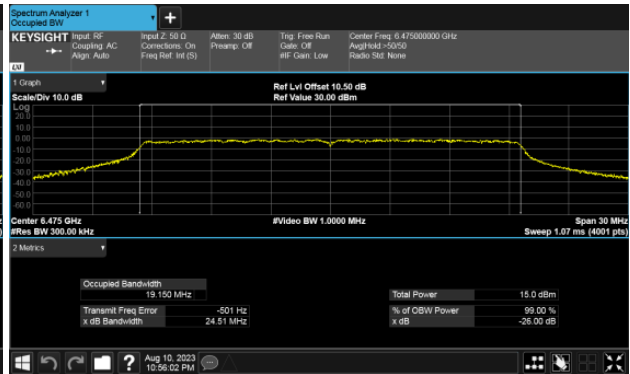 Spectrum Analyzer 1
Occupied BW
+
KEYSIGHT Input: RF Input Z: 50 Ω Atten: 30 dB Trig: Free Run Center Freq: 6.475000000 GHz
Coupling: AC Corrections: On Preamp: Off Gate: Off Avg|Hold:>50/50
Align: Auto Freq Ref: Int (S) #IF Gain: Low Radio Std: None
LXI
1 Graph Ref Lvl Offset 10.50 dB
Scale/Div 10.0 dB Ref Value 30.00 dBm
Log
20.0
10.0
0.00
-10.0
-20.0
-30.0
-40.0
-50.0
-60.0
Center 6.475 GHz #Video BW 1.0000 MHz Span 30 MHz
#Res BW 300.00 kHz Sweep 1.07 ms (4001 pts)
2 Metrics
Occupied Bandwidth
19.150 MHz Total Power 15.0 dBm
Transmit Freq Error -501 Hz % of OBW Power 99.00 %
x dB Bandwidth 24.51 MHz x dB -26.00 dB
? Aug 10, 2023
10:56:02 PM